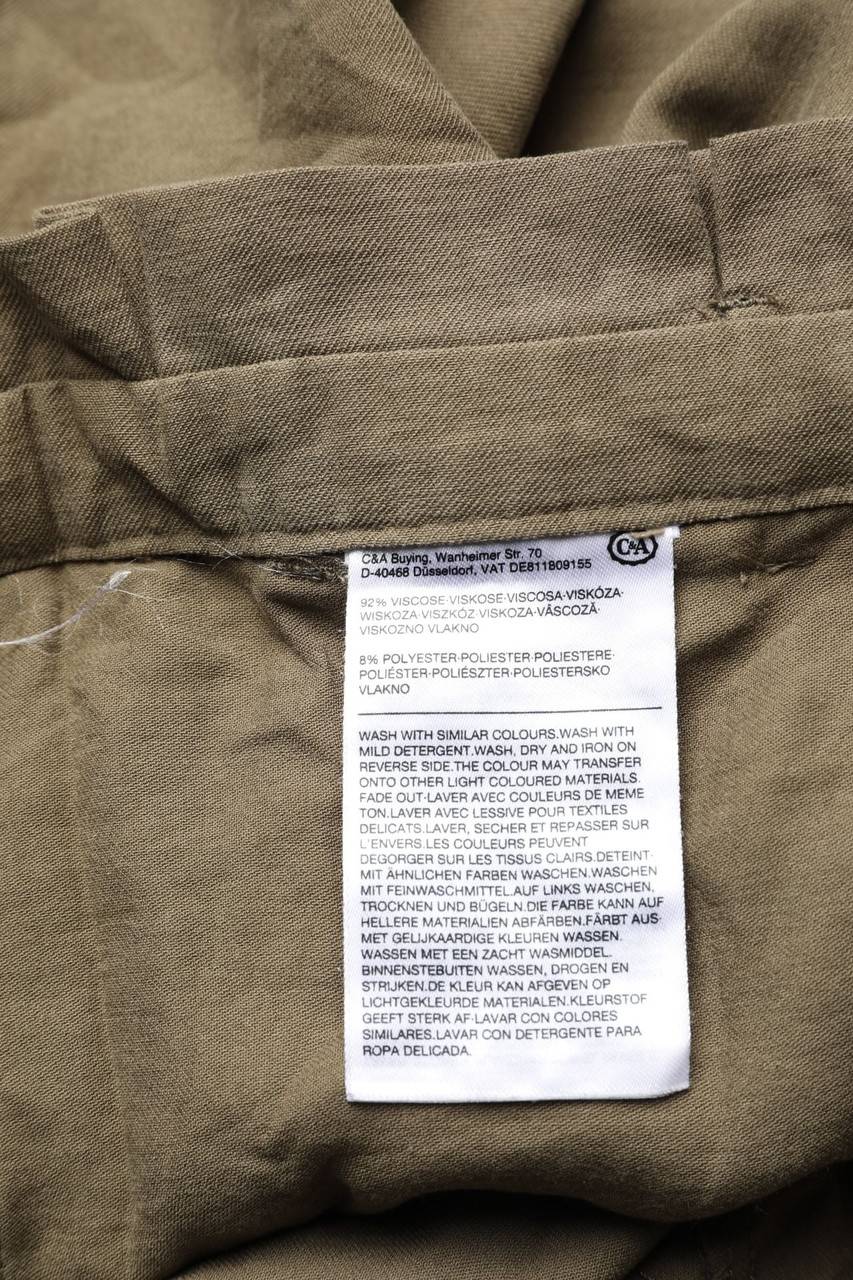 C&A Buying, Wanheimer Str. 70
C&A
D-40468 Düsseldorf, VAT DE811809155
92% VISCOSE·VISKOSE·VISCOSA·VISKÓZA·
WISKOZA·VISZKÓZ·VISKOZA·VÂSCOZĂ·
VISKOZNO VLAKNO
8% POLYESTER·POLIESTER·POLIESTERE·
POLIÉSTER·POLIÉSZTER·POLIESTERSKO
VLAKNO
WASH WITH SIMILAR COLOURS.WASH WITH
MILD DETERGENT.WASH, DRY AND IRON ON
REVERSE SIDE.THE COLOUR MAY TRANSFER
ONTO OTHER LIGHT COLOURED MATERIALS.
FADE OUT·LAVER AVEC COULEURS DE MEME
TON.LAVER AVEC LESSIVE POUR TEXTILES
DELICATS.LAVER, SECHER ET REPASSER SUR
L'ENVERS.LES COULEURS PEUVENT
DEGORGER SUR LES TISSUS CLAIRS.DETEINT·
MIT ÄHNLICHEN FARBEN WASCHEN.WASCHEN
MIT FEINWASCHMITTEL.AUF LINKS WASCHEN,
TROCKNEN UND BÜGELN.DIE FARBE KANN AUF
HELLERE MATERIALIEN ABFÄRBEN.FÄRBT AUS·
MET GELIJKAARDIGE KLEUREN WASSEN.
WASSEN MET EEN ZACHT WASMIDDEL.
BINNENSTEBUITEN WASSEN, DROGEN EN
STRIJKEN.DE KLEUR KAN AFGEVEN OP
LICHTGEKLEURDE MATERIALEN.KLEURSTOF
GEEFT STERK AF·LAVAR CON COLORES
SIMILARES.LAVAR CON DETERGENTE PARA
ROPA DELICADA.